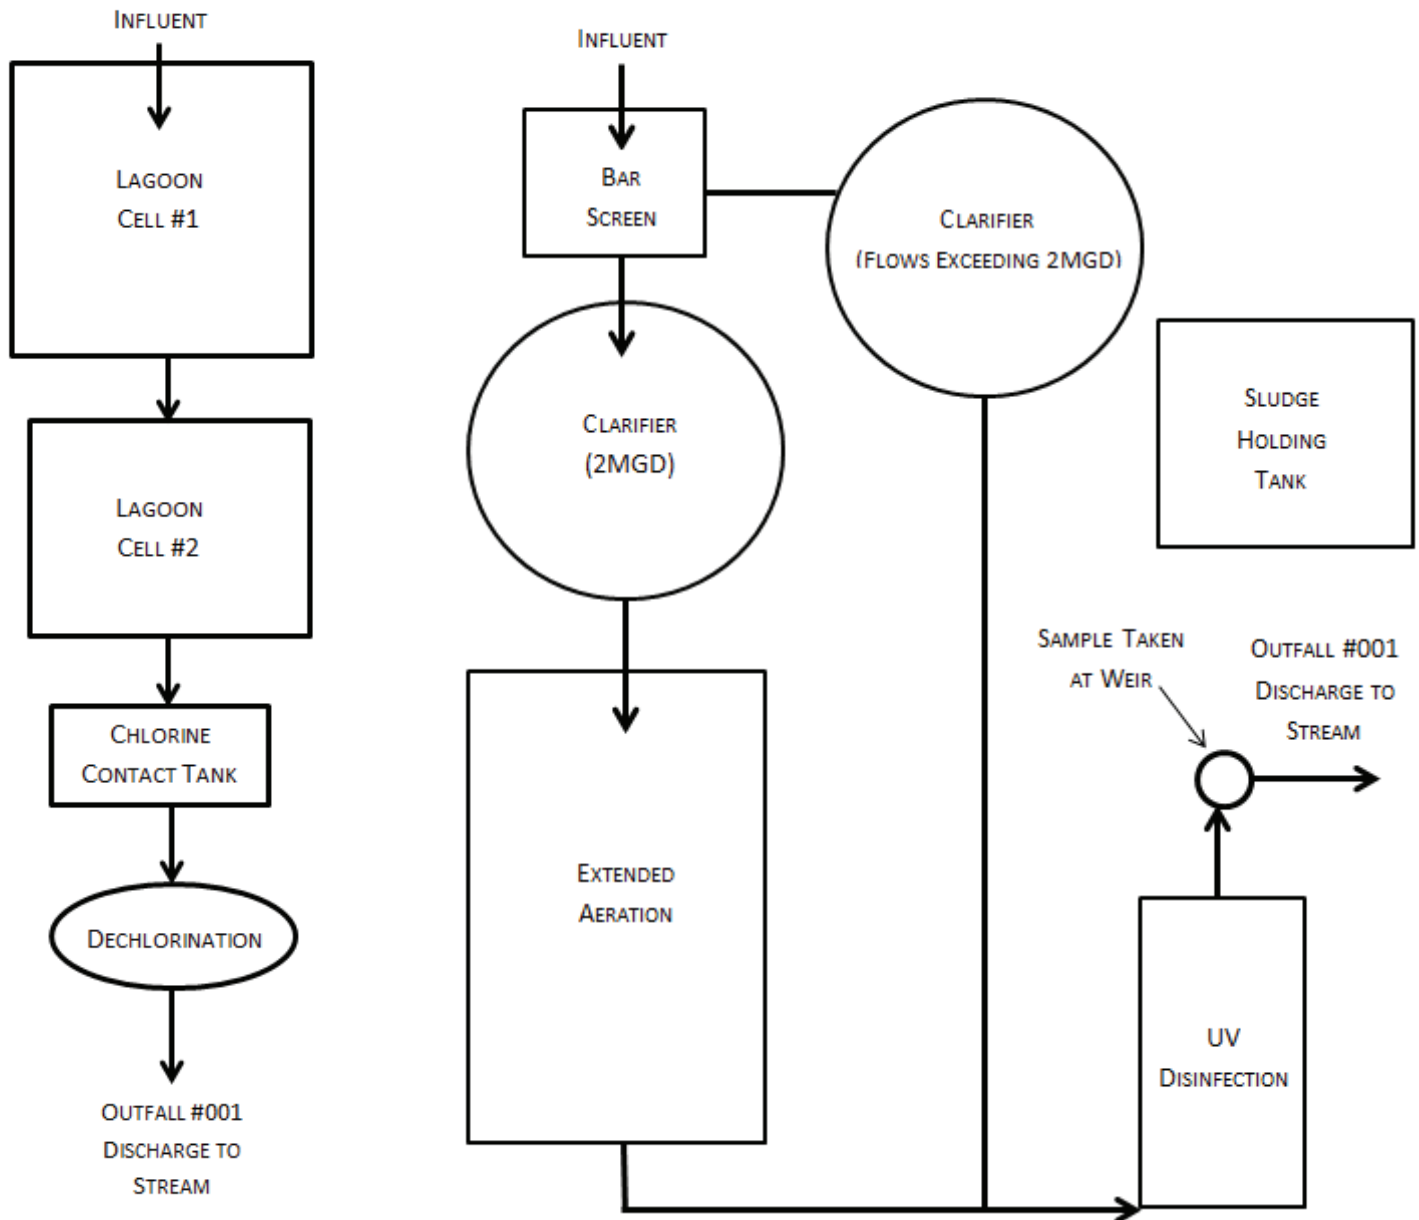 INFLUENT
LAGOON
CELL #1
LAGOON
CELL #2
CHLORINE
CONTACT TANK
DECHLORINATION
OUTFALL #001
DISCHARGE TO
STREAM
INFLUENT
BAR
SCREEN
CLARIFIER
(FLOWS EXCEEDING 2MGD)
CLARIFIER
(2MGD)
EXTENDED
AERATION
SLUDGE
HOLDING
TANK
SAMPLE TAKEN
AT WEIR
OUTFALL #001
DISCHARGE TO
STREAM
UV
DISINFECTION